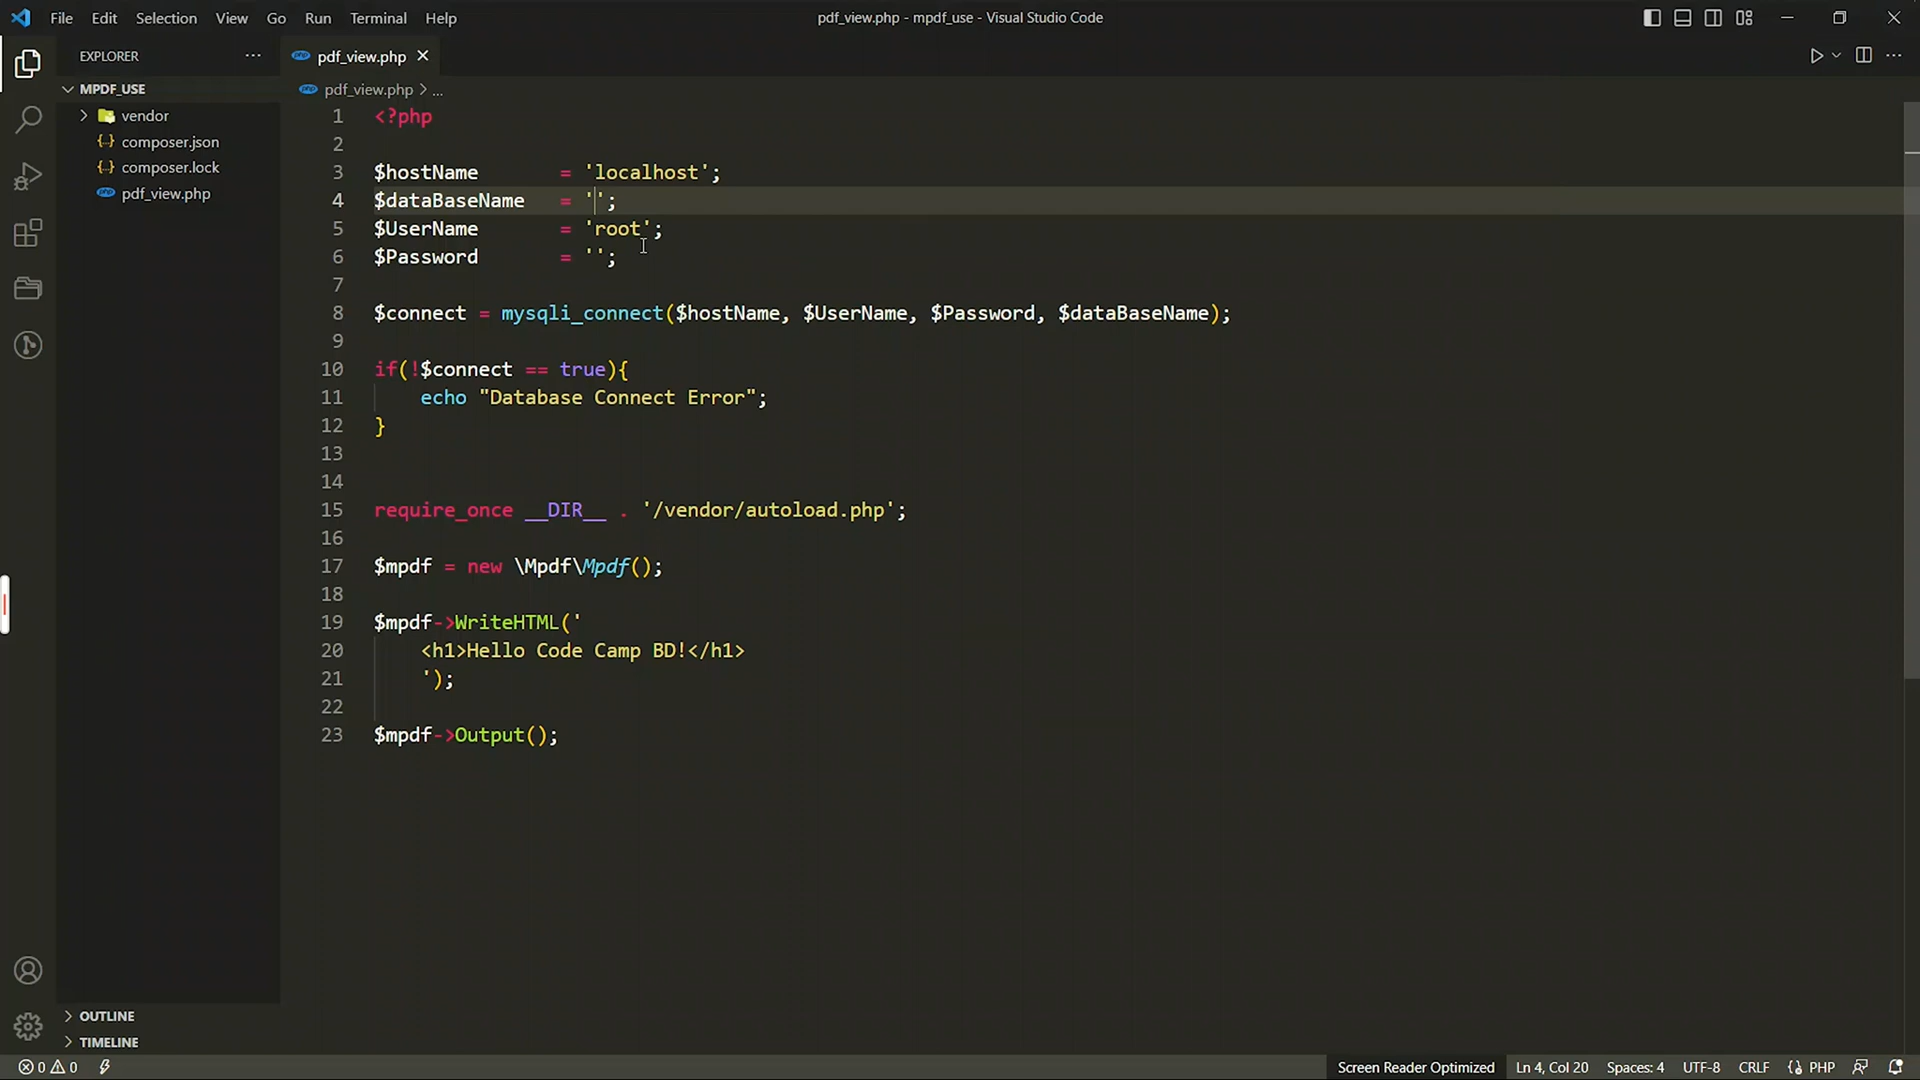 File Edit Selection View Go Run Terminal Help
pdf_view.php - mpdf_use - Visual Studio Code
EXPLORER
MPDF_USE
vendor
composer.json
composer.lock
pdf_view.php
OUTLINE
TIMELINE
pdf_view.php
pdf_view.php > ...
1 <?php
2
3 $hostName       = 'localhost';
4 $dataBaseName   = '';
5 $UserName       = 'root';
6 $Password       = '';
7
8 $connect = mysqli_connect($hostName, $UserName, $Password, $dataBaseName);
9
10 if(!$connect == true){
11     echo "Database Connect Error";
12 }
13
14
15 require_once __DIR__ . '/vendor/autoload.php';
16
17 $mpdf = new \Mpdf\Mpdf();
18
19 $mpdf->WriteHTML('
20     <h1>Hello Code Camp BD!</h1>
21     ');
22
23 $mpdf->Output();
0 0
Screen Reader Optimized Ln 4, Col 20 Spaces: 4 UTF-8 CRLF PHP